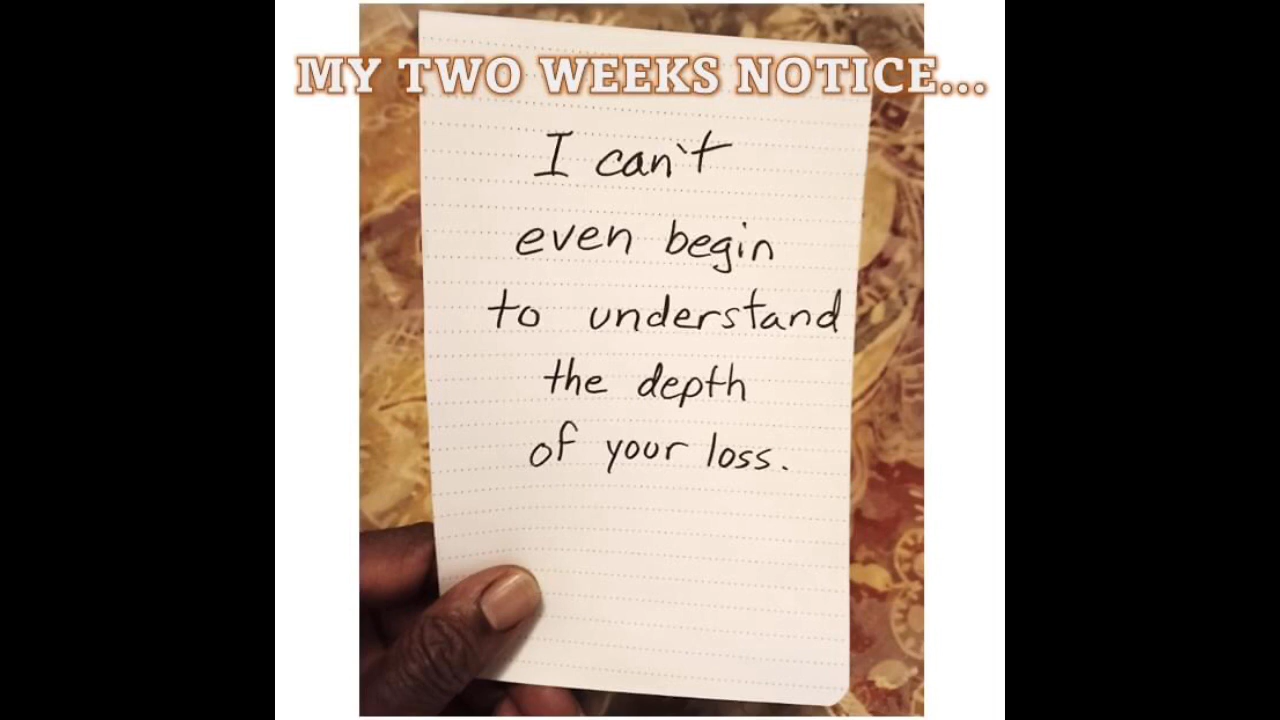 MY TWO WEEKS NOTICE...
I can't
even begin
to understand
the depth
of your loss.